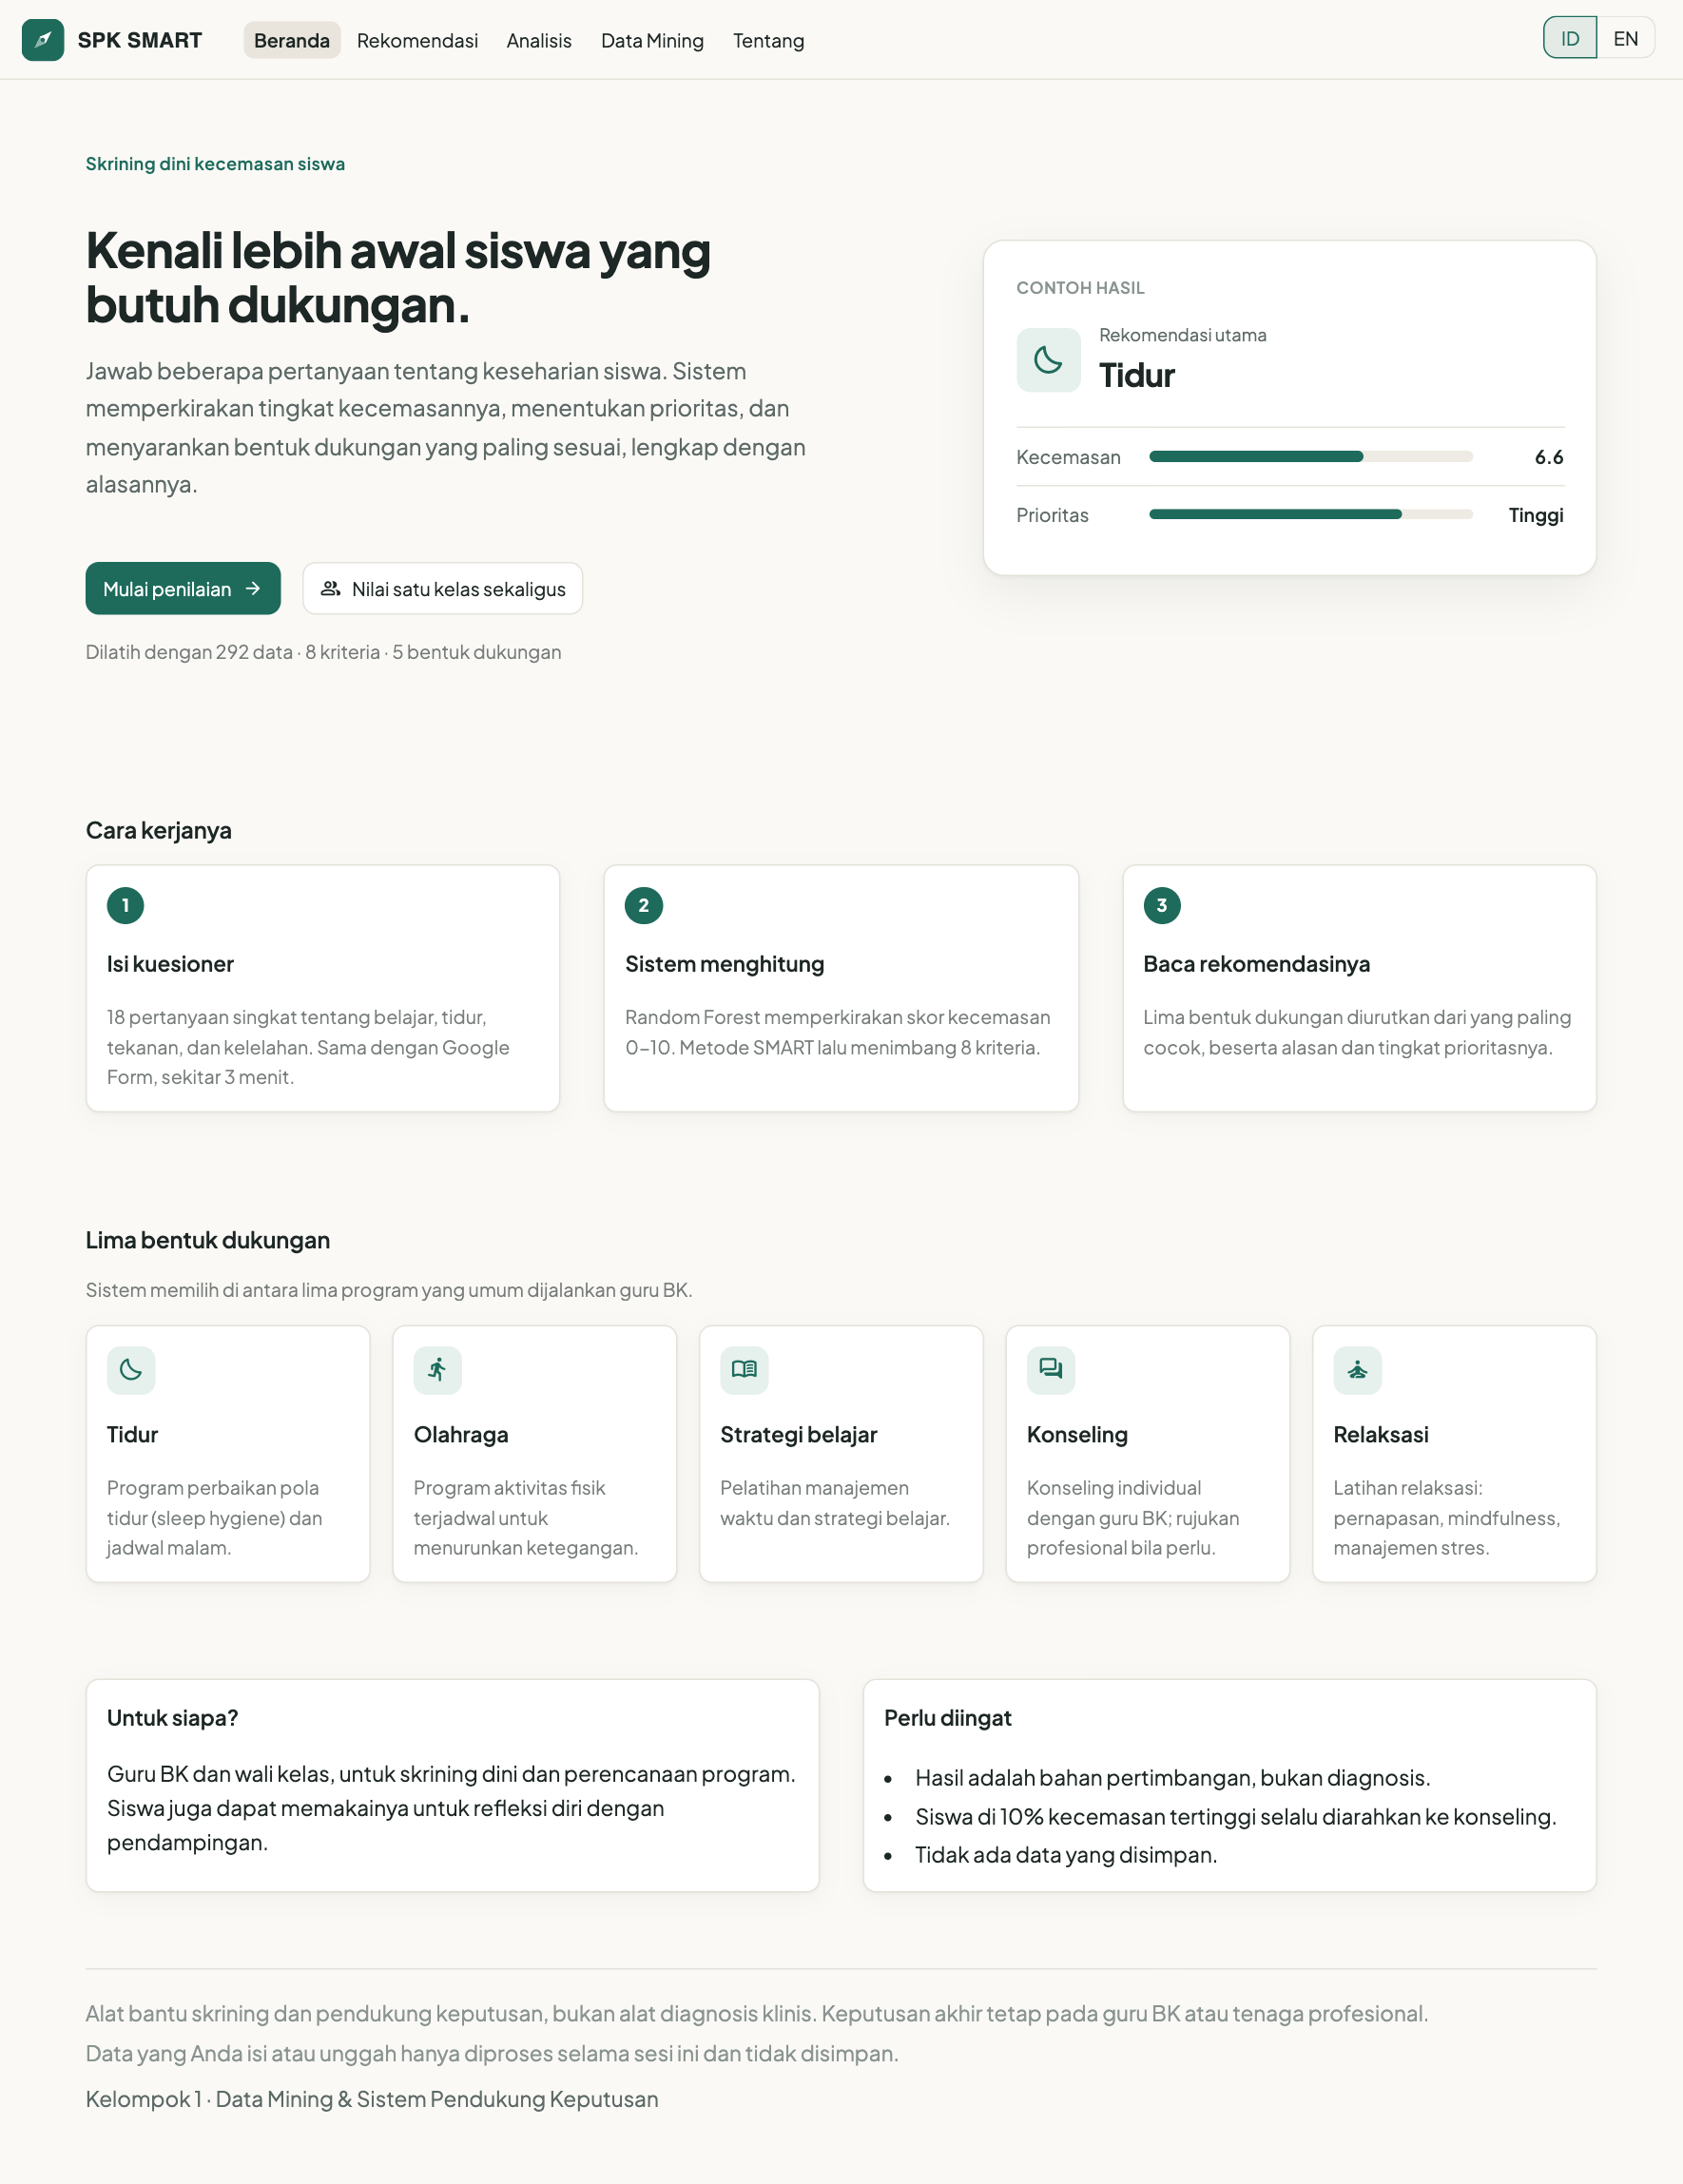 SPK SMART
Beranda
Rekomendasi
Analisis
Data Mining
Tentang
ID
EN
Skrining dini kecemasan siswa
Kenali lebih awal siswa yang
butuh dukungan.
Jawab beberapa pertanyaan tentang keseharian siswa. Sistem
memperkirakan tingkat kecemasannya, menentukan prioritas, dan
menyarankan bentuk dukungan yang paling sesuai, lengkap dengan
alasannya.
Mulai penilaian →
Nilai satu kelas sekaligus
Dilatih dengan 292 data · 8 kriteria · 5 bentuk dukungan
CONTOH HASIL
Rekomendasi utama
Tidur
Kecemasan 6.6
Prioritas Tinggi
Cara kerjanya
1
Isi kuesioner
18 pertanyaan singkat tentang belajar, tidur,
tekanan, dan kelelahan. Sama dengan Google
Form, sekitar 3 menit.
2
Sistem menghitung
Random Forest memperkirakan skor kecemasan
0–10. Metode SMART lalu menimbang 8 kriteria.
3
Baca rekomendasinya
Lima bentuk dukungan diurutkan dari yang paling
cocok, beserta alasan dan tingkat prioritasnya.
Lima bentuk dukungan
Sistem memilih di antara lima program yang umum dijalankan guru BK.
Tidur
Program perbaikan pola
tidur (sleep hygiene) dan
jadwal malam.
Olahraga
Program aktivitas fisik
terjadwal untuk
menurunkan ketegangan.
Strategi belajar
Pelatihan manajemen
waktu dan strategi belajar.
Konseling
Konseling individual
dengan guru BK; rujukan
profesional bila perlu.
Relaksasi
Latihan relaksasi:
pernapasan, mindfulness,
manajemen stres.
Untuk siapa?
Guru BK dan wali kelas, untuk skrining dini dan perencanaan program.
Siswa juga dapat memakainya untuk refleksi diri dengan
pendampingan.
Perlu diingat
• Hasil adalah bahan pertimbangan, bukan diagnosis.
• Siswa di 10% kecemasan tertinggi selalu diarahkan ke konseling.
• Tidak ada data yang disimpan.
Alat bantu skrining dan pendukung keputusan, bukan alat diagnosis klinis. Keputusan akhir tetap pada guru BK atau tenaga profesional.
Data yang Anda isi atau unggah hanya diproses selama sesi ini dan tidak disimpan.
Kelompok 1 · Data Mining & Sistem Pendukung Keputusan